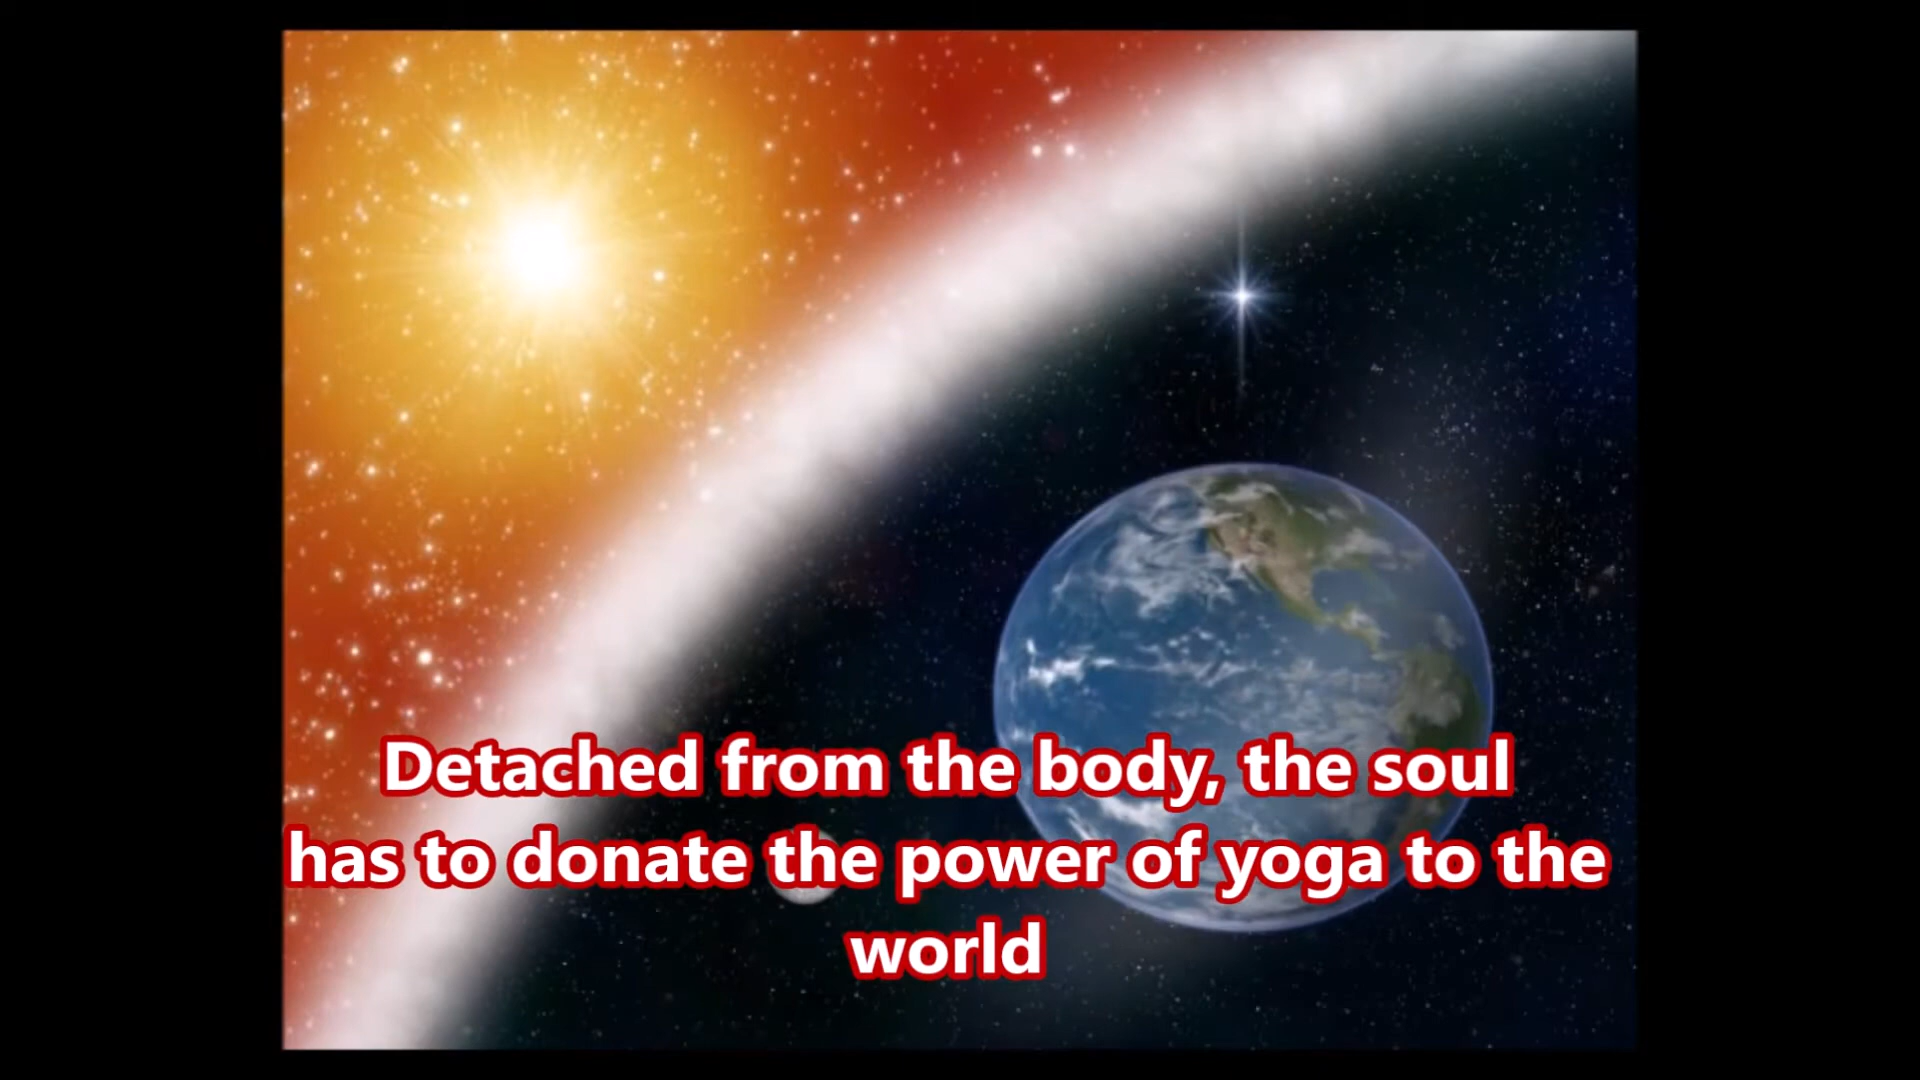 Detached from the body, the soul
has to donate the power of yoga to the
world